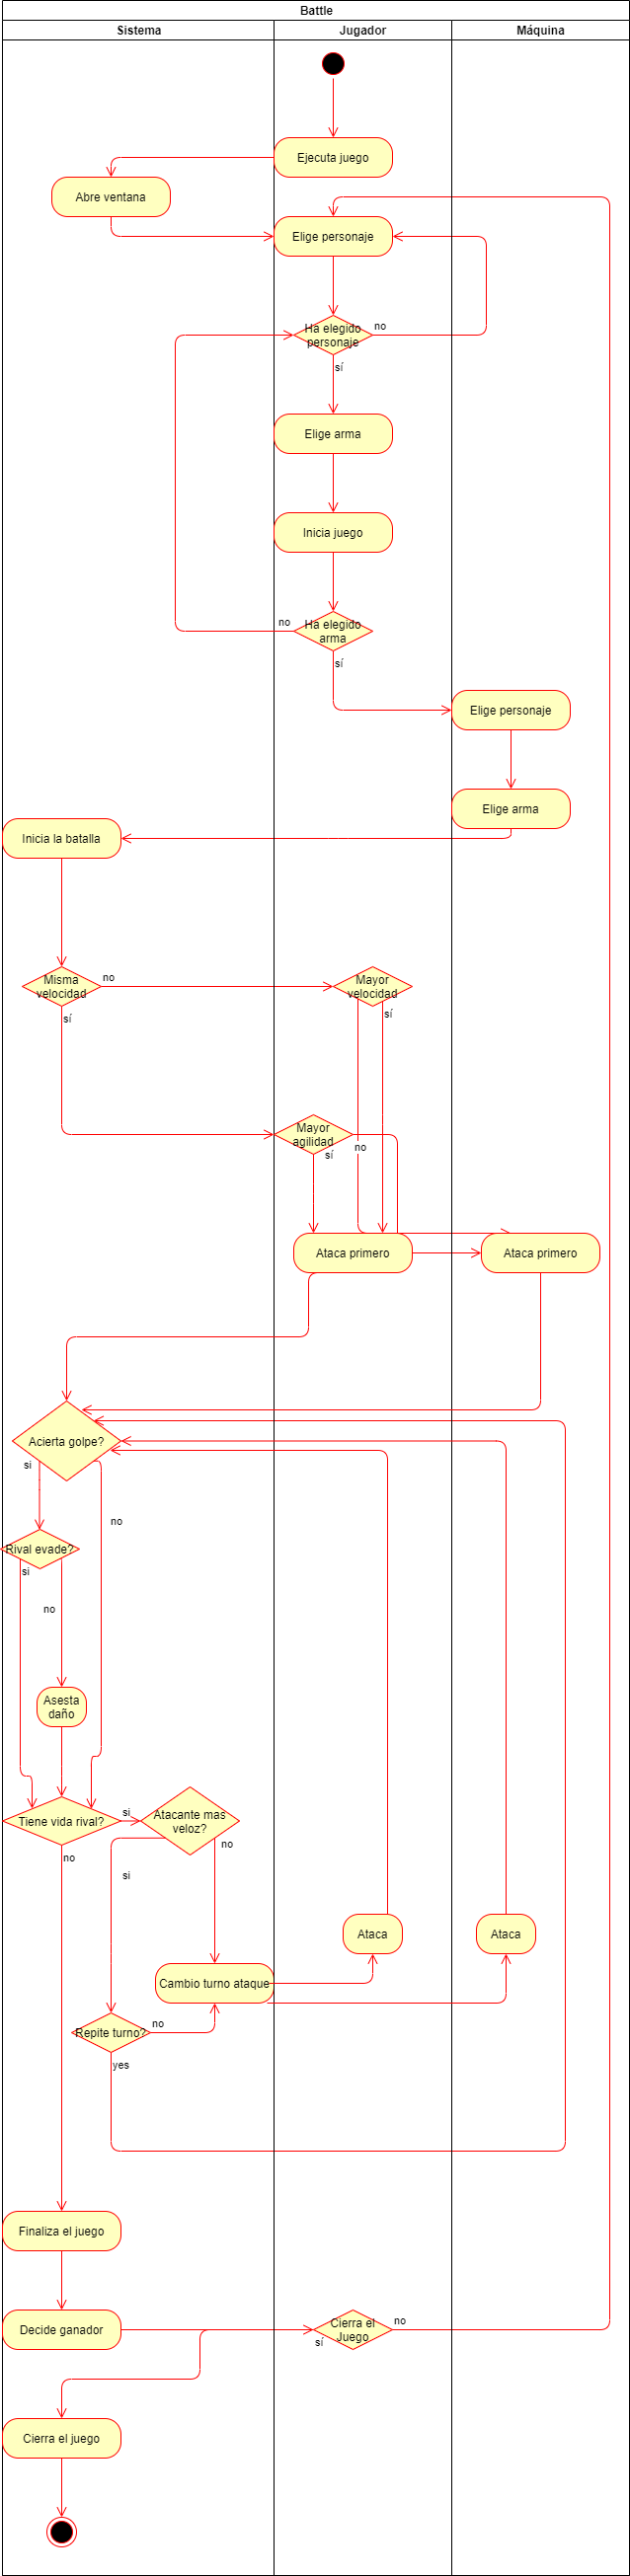 Battle
Sistema
Jugador
Máquina
Ejecuta juego
Abre ventana
Elige personaje
Ha elegido
personaje
no
sí
Elige arma
Inicia juego
Ha elegido
arma
no
sí
Elige personaje
Elige arma
Inicia la batalla
Misma
velocidad
no
sí
Mayor
velocidad
sí
Mayor
agilidad
no
sí
Ataca primero
Ataca primero
Acierta golpe?
si
no
Rival evade?
si
no
Asesta
daño
Tiene vida rival?
si
no
Atacante mas
veloz?
no
si
Ataca
Ataca
Cambio turno ataque
Repite turno?
no
yes
Finaliza el juego
Decide ganador
Cierra el
Juego
no
sí
Cierra el juego